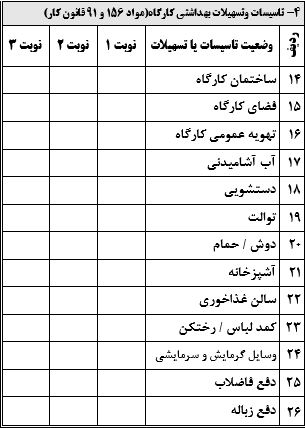 ۴- تاسیسات وتسهیلات بهداشتی کارگاه(مواد ۱۵۶ و ۹۱ قانون کار)
ردیف وضعیت تاسیسات یا تسهیلات نوبت ۱ نوبت ۲ نوبت ۳
۱۴ ساختمان کارگاه
۱۵ فضای کارگاه
۱۶ تهویه عمومی کارگاه
۱۷ آب آشامیدنی
۱۸ دستشویی
۱۹ توالت
۲۰ دوش / حمام
۲۱ آشپزخانه
۲۲ سالن غذاخوری
۲۳ کمد لباس / رختکن
۲۴ وسایل گرمایش و سرمایشی
۲۵ دفع فاضلاب
۲۶ دفع زباله